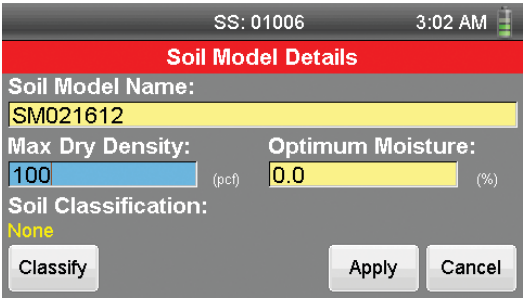 SS: 01006 3:02 AM
Soil Model Details
Soil Model Name:
SM021612
Max Dry Density: Optimum Moisture:
100 (pcf) 0.0 (%)
Soil Classification:
None
Classify Apply Cancel